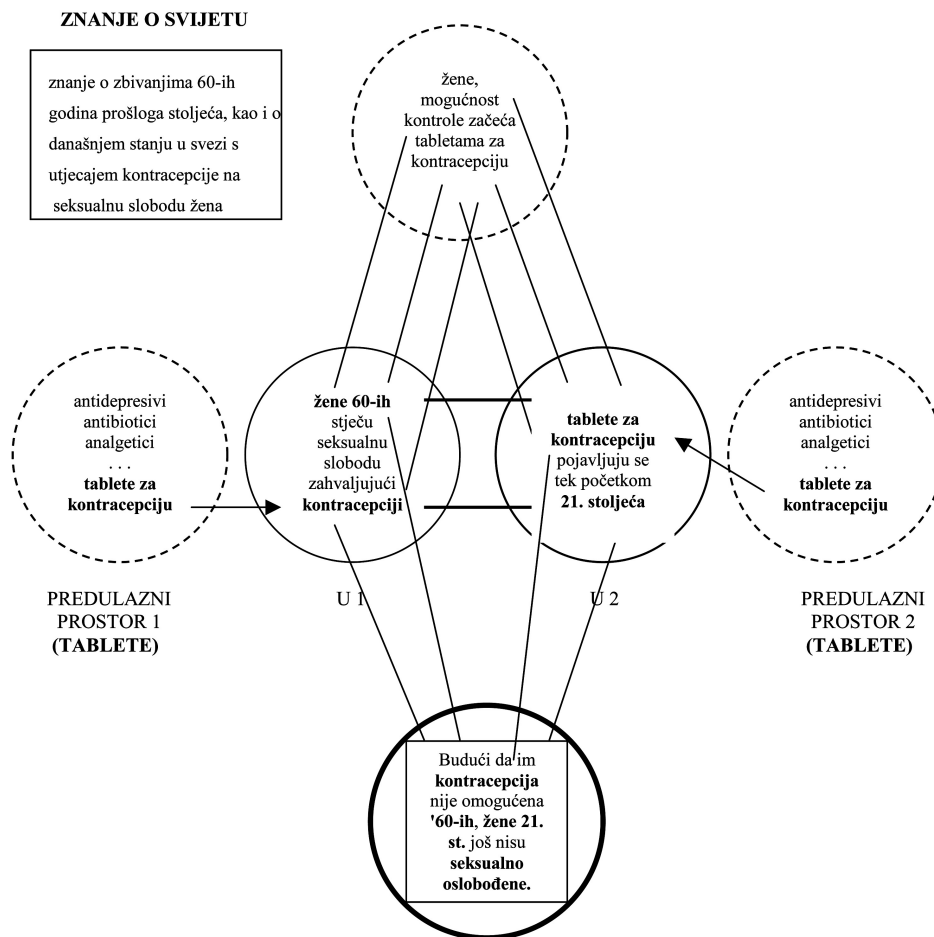 ZNANJE O SVIJETU
znanje o zbivanjima 60-ih
godina prošloga stoljeća, kao i o
današnjem stanju u svezi s
utjecajem kontracepcije na
seksualnu slobodu žena
žene,
mogućnost
kontrole začeća
tabletama za
kontracepciju
antidepresivi
antibiotici
analgetici
. . .
tablete za
kontracepciju
žene 60-ih
stječu
seksualnu
slobodu
zahvaljujući
kontracepciji
tablete za
kontracepciju
pojavljuju se
tek početkom
21. stoljeća
antidepresivi
antibiotici
analgetici
. . .
tablete za
kontracepciju
PREDULAZNI
PROSTOR 1
(TABLETE)
U 1
U 2
PREDULAZNI
PROSTOR 2
(TABLETE)
Budući da im
kontracepcija
nije omogućena
'60-ih, žene 21.
st. još nisu
seksualno
oslobođene.